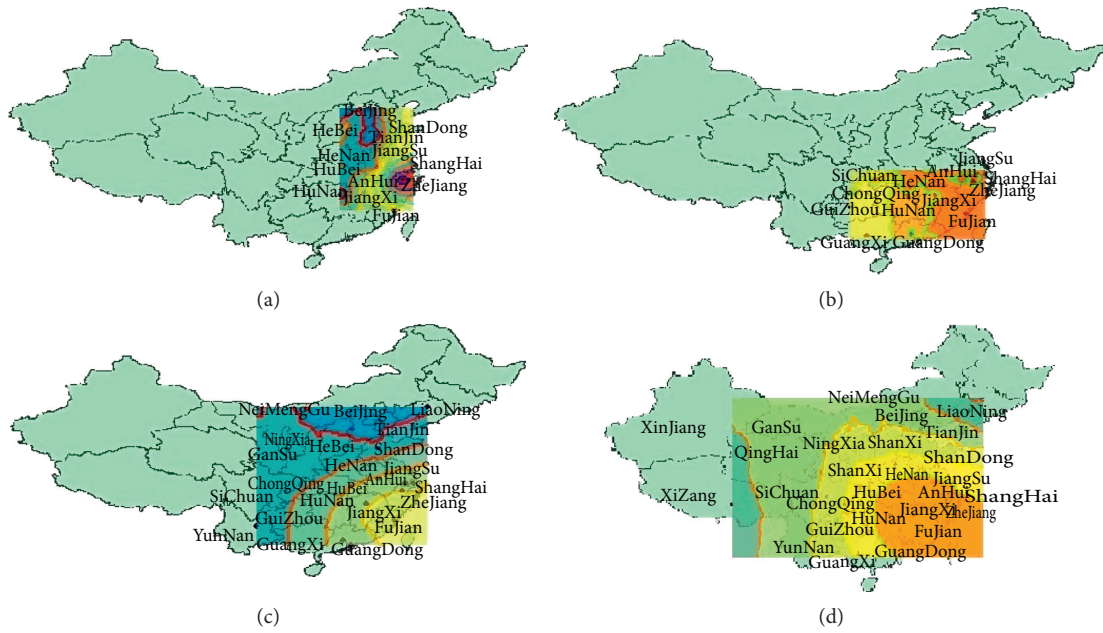 BeiJing
HeBei
ShanDong
TianJin
HeNan
JiangSu
HuBei
ShangHai
AnHui
ZheJiang
HuNan
JiangXi
FuJian
(a)
JiangSu
SiChuan
AnHui
HeNan
ShangHai
ChongQing
ZheJiang
JiangXi
GuiZhou
HuNan
FuJian
GuangXi
GuangDong
(b)
NeiMengGu
BeiJing
LiaoNing
TianJin
NingXia
HeBei
ShanDong
GanSu
HeNan
JiangSu
ChongQing
AnHui
HuBei
ShangHai
SiChuan
HuNan
ZheJiang
JiangXi
GuiZhou
FuJian
YunNan
GuangXi
GuangDong
(c)
NeiMengGu
BeiJing
LiaoNing
XinJiang
GanSu
TianJin
NingXia
ShanXi
QingHai
ShanDong
ShanXi
HeNan
JiangSu
XiZang
SiChuan
HuBei
AnHui
ShangHai
ChongQing
JiangXi
ZheJiang
HuNan
GuiZhou
FuJian
YunNan
GuangDong
GuangXi
(d)